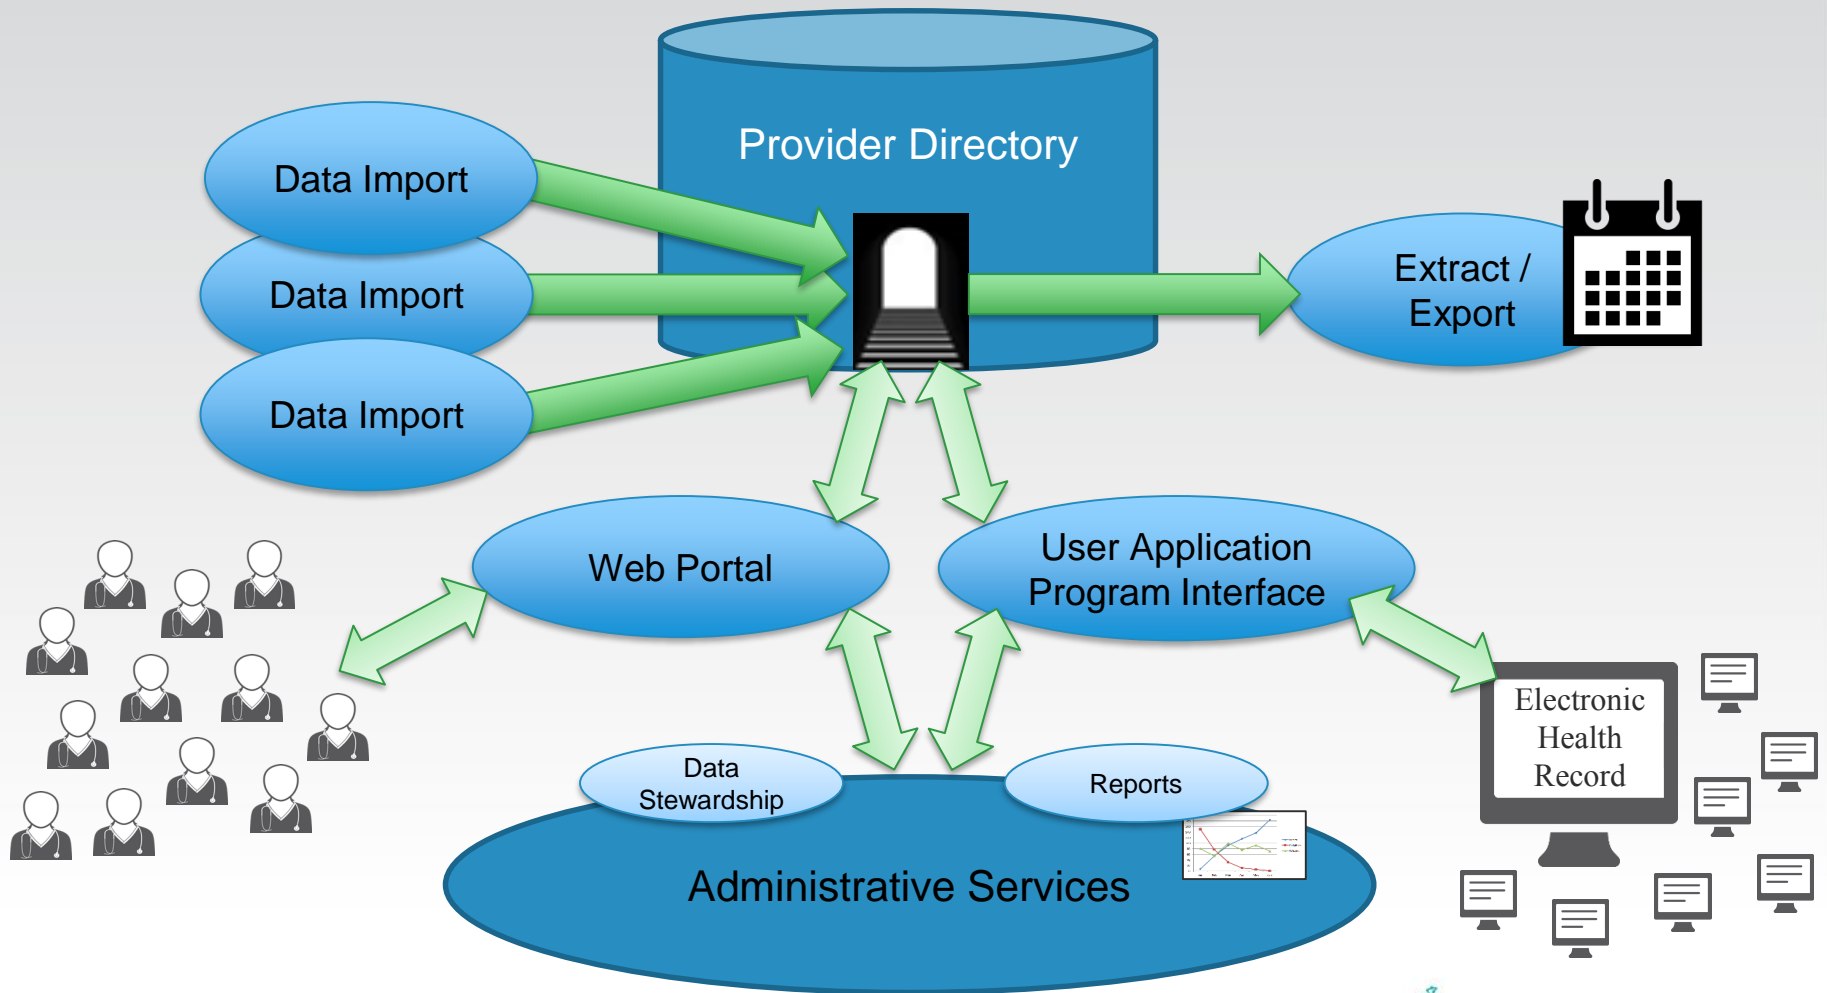 Provider Directory
Data Import
Data Import
Data Import
Extract /
Export
Web Portal
User Application
Program Interface
Electronic
Health
Record
Data
Stewardship
Reports
Administrative Services